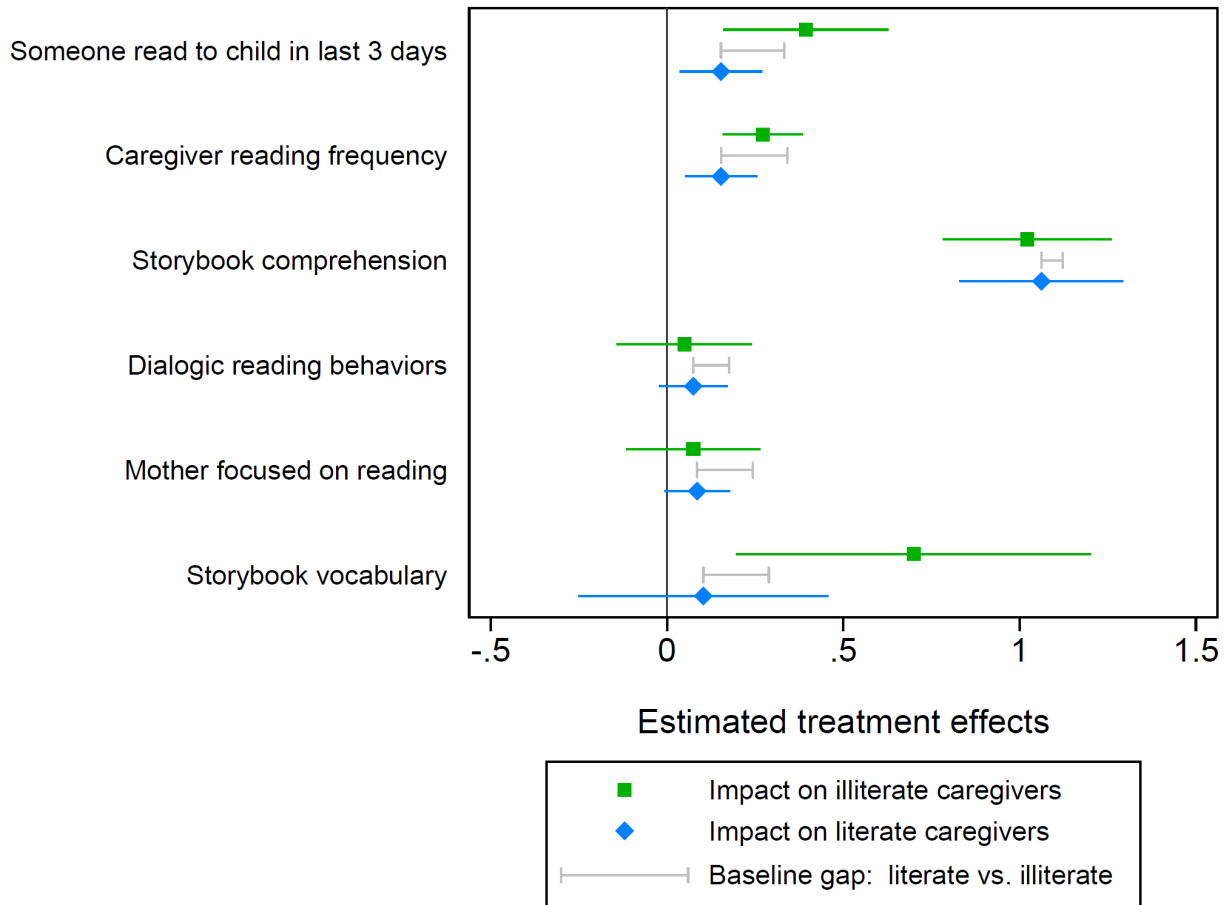 Someone read to child in last 3 days
Caregiver reading frequency
Storybook comprehension
Dialogic reading behaviors
Mother focused on reading
Storybook vocabulary
-.5 0 .5 1 1.5
Estimated treatment effects
Impact on illiterate caregivers
Impact on literate caregivers
Baseline gap:  literate vs. illiterate